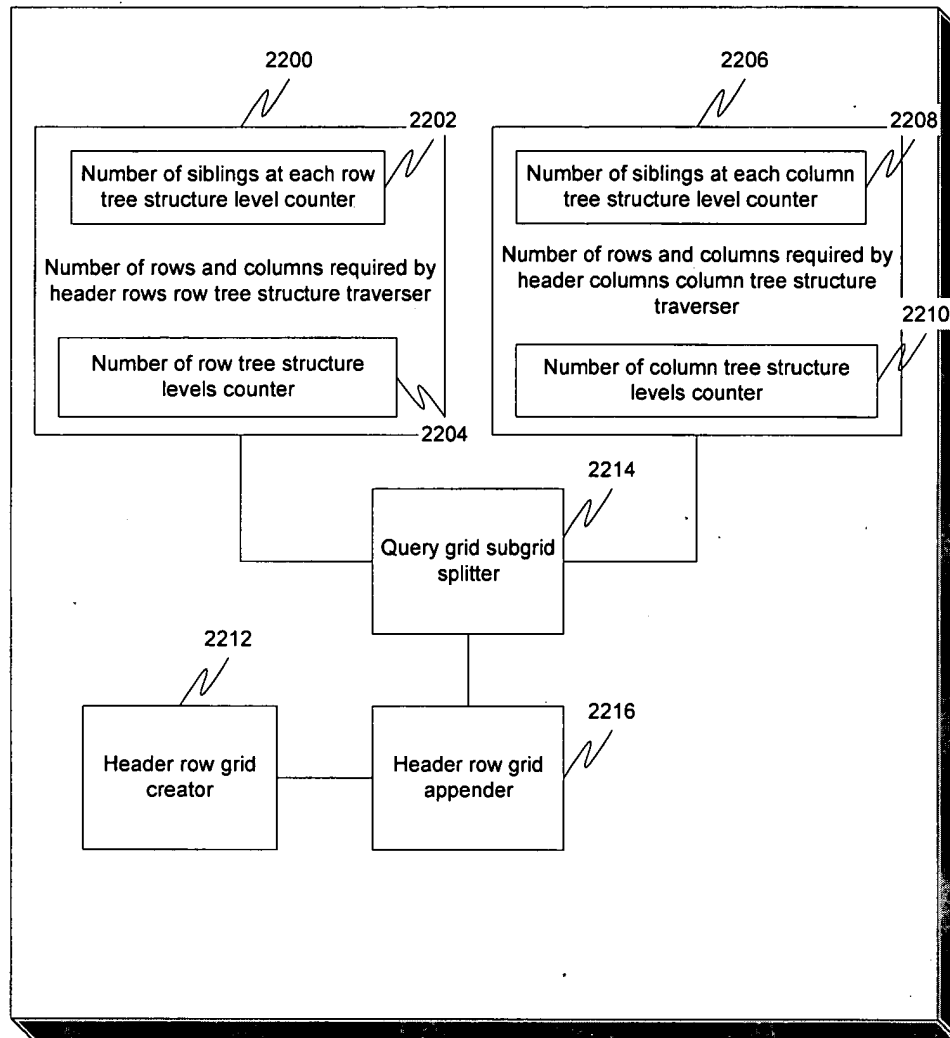 2200
2206
2202
2208
Number of siblings at each row
tree structure level counter
Number of siblings at each column
tree structure level counter
Number of rows and columns required by
header rows row tree structure traverser
Number of rows and columns required by
header columns column tree structure
traverser
2210
Number of row tree structure
levels counter
Number of column tree structure
levels counter
2204
2214
Query grid subgrid
splitter
2212
2216
Header row grid
creator
Header row grid
appender